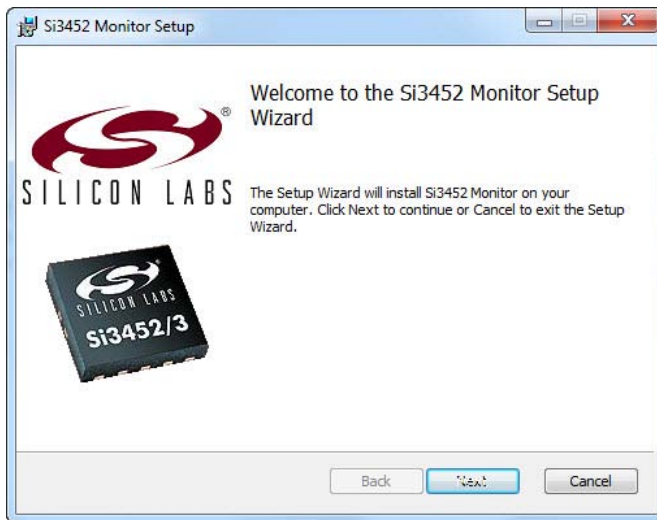 Si3452 Monitor Setup
Welcome to the Si3452 Monitor Setup
Wizard
®
SILICON LABS
The Setup Wizard will install Si3452 Monitor on your
computer. Click Next to continue or Cancel to exit the Setup
Wizard.
SILICON LABS
Si3452/3
Back Next Cancel